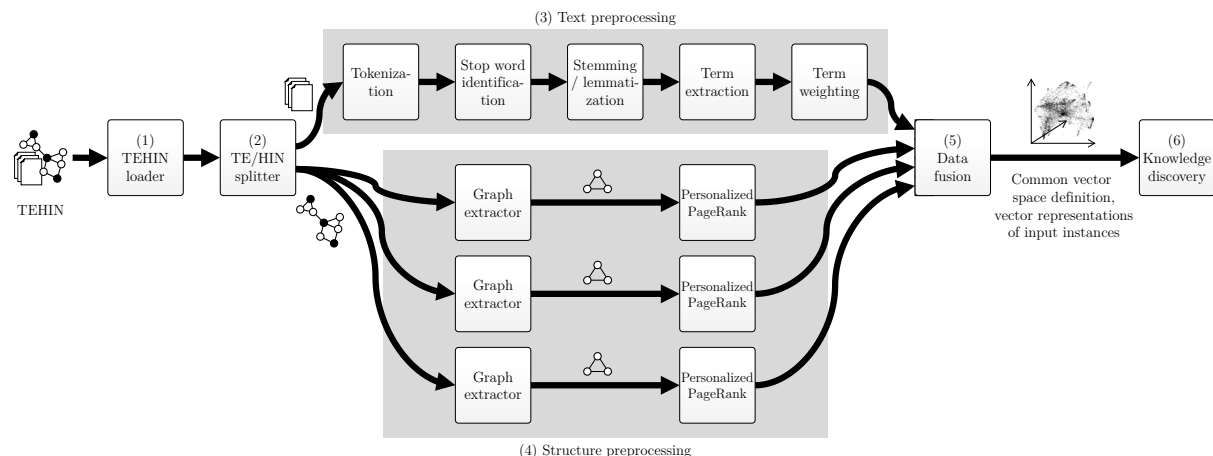 (3) Text preprocessing
Tokeniza-
tion
Stop word
identifica-
tion
Stemming
/ lemmati-
zation
Term
extraction
Term
weighting
TEHIN
(1)
TEHIN
loader
(2)
TE/HIN
splitter
Graph
extractor
Personalized
PageRank
Graph
extractor
Personalized
PageRank
Graph
extractor
Personalized
PageRank
(4) Structure preprocessing
(5)
Data
fusion
Common vector
space definition,
vector representations
of input instances
(6)
Knowledge
discovery